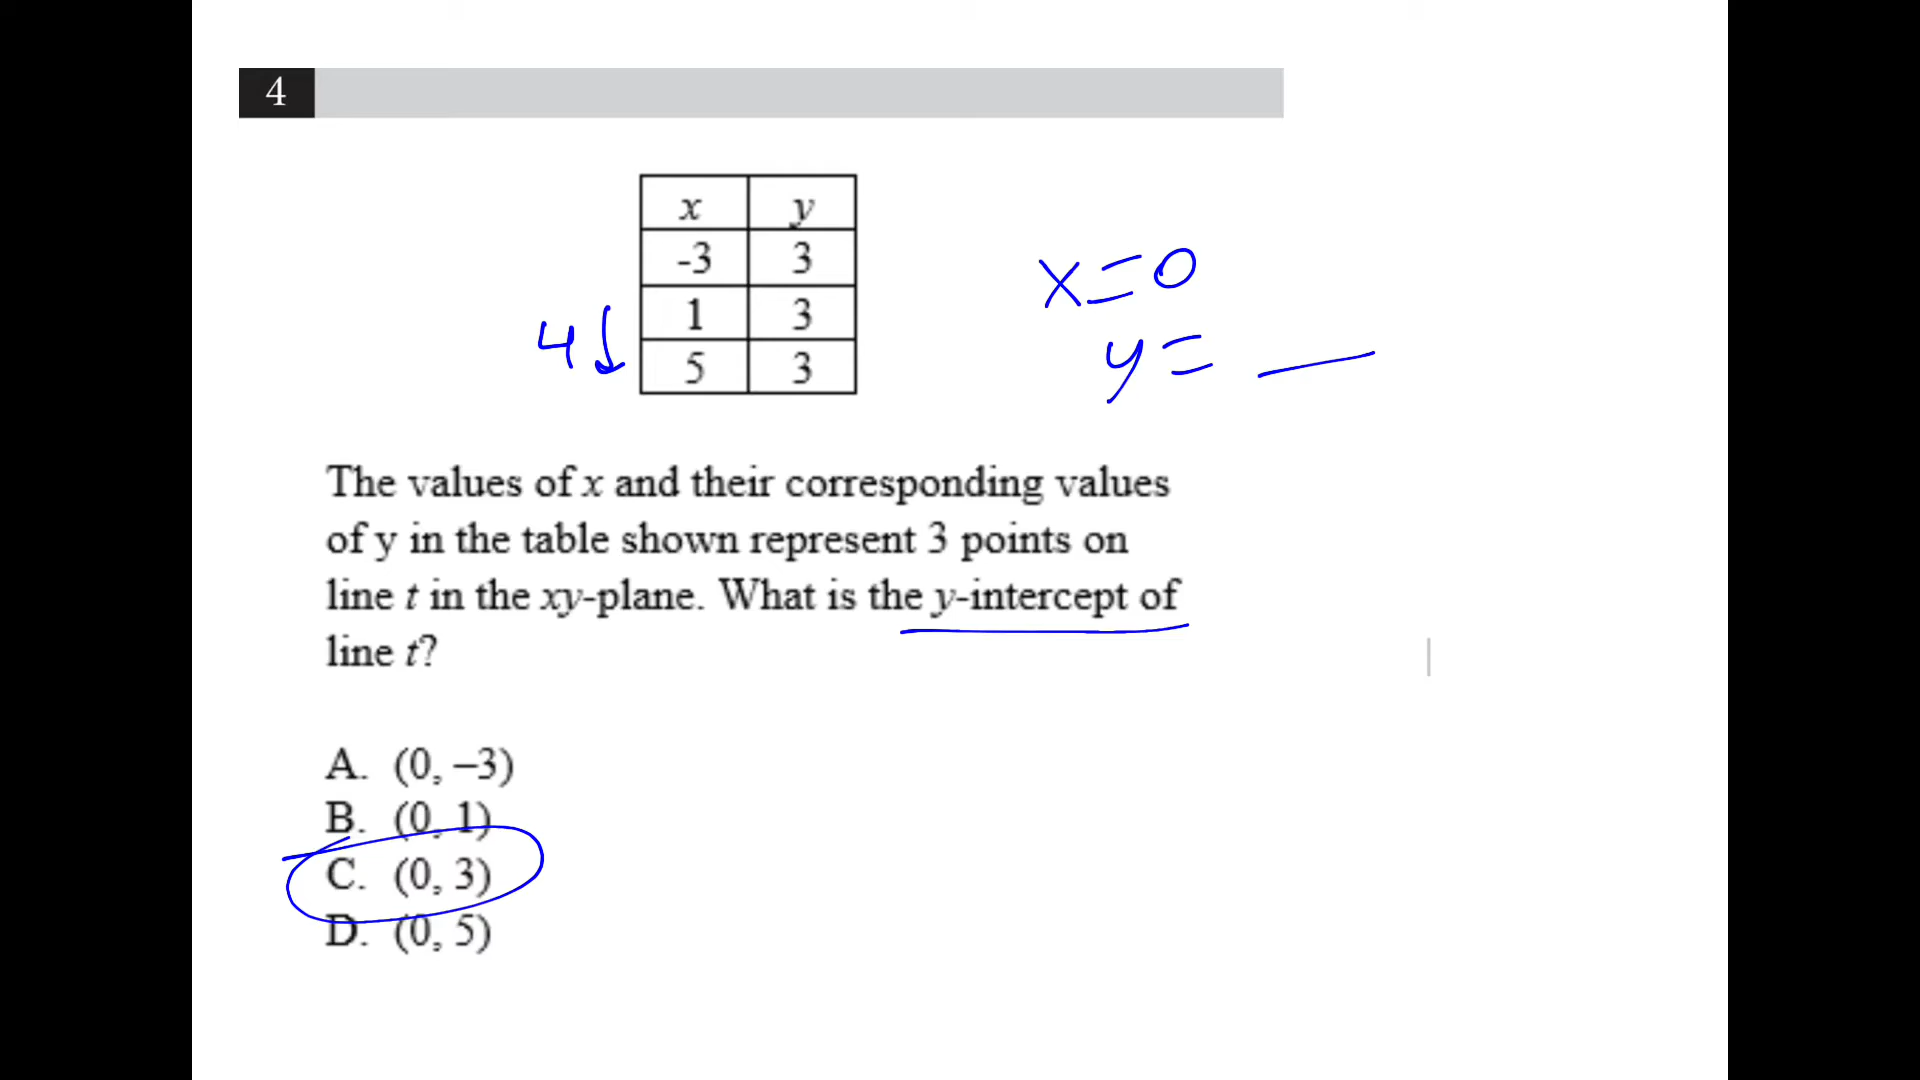 4
x y
-3 3
1 3
5 3
4
x=0
y=
The values of x and their corresponding values
of y in the table shown represent 3 points on
line t in the xy-plane. What is the y-intercept of
line t?
A. (0, –3)
B. (0, 1)
C. (0, 3)
D. (0, 5)